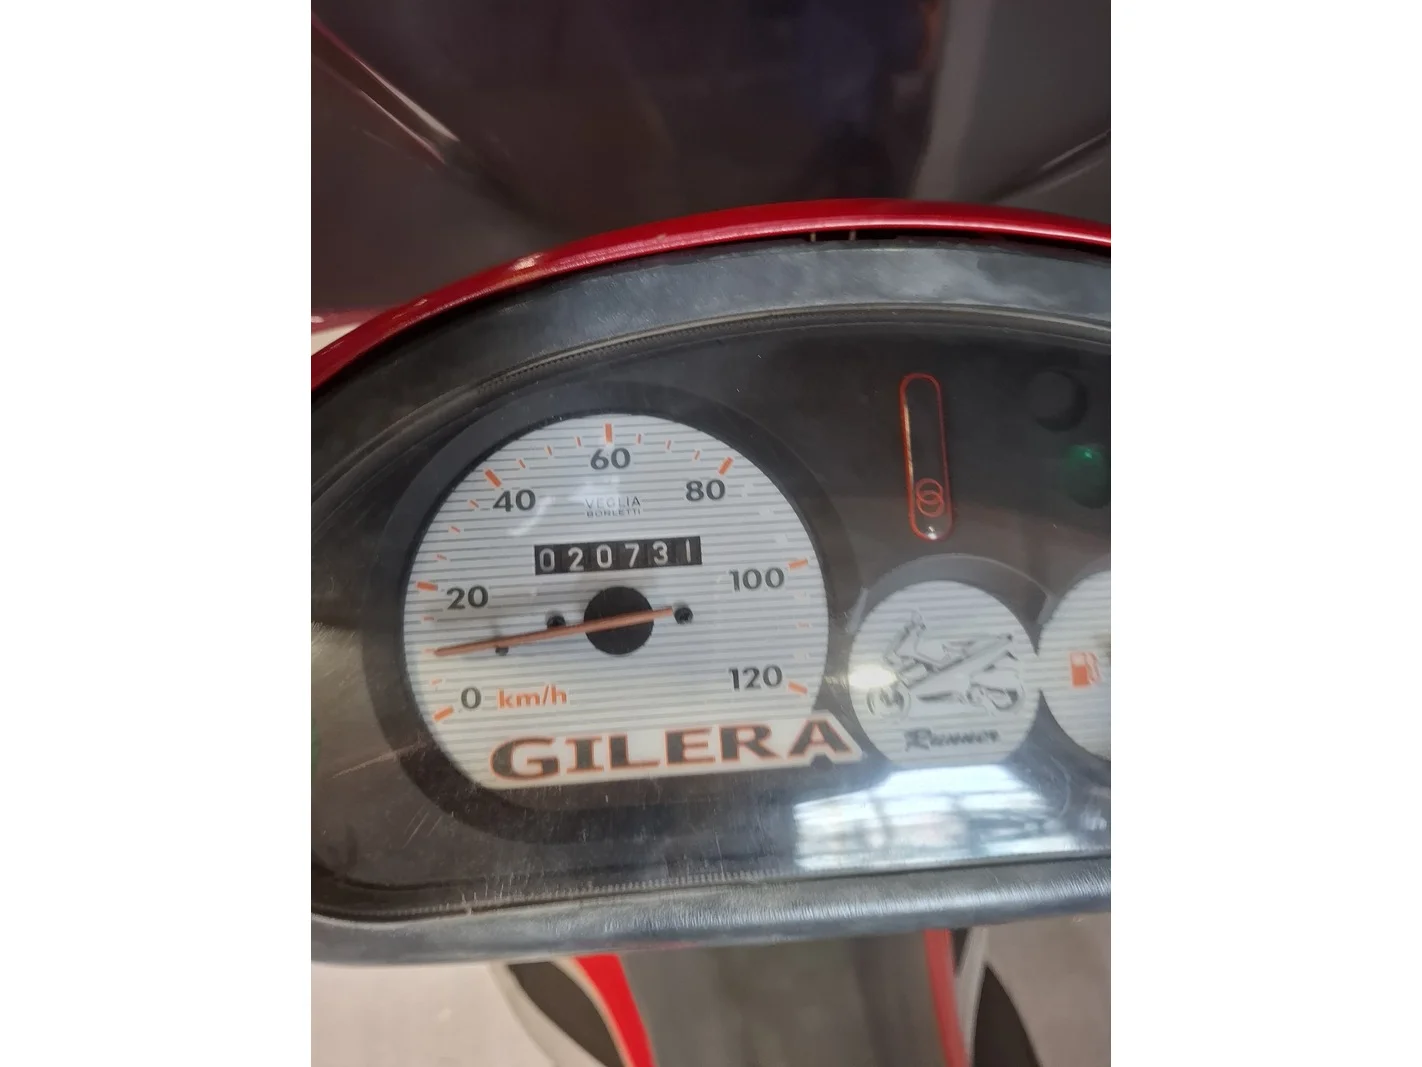 60
40
80
VEGLIA
BORLETTI
020731
20
100
0 km/h
120
GILERA
Runner